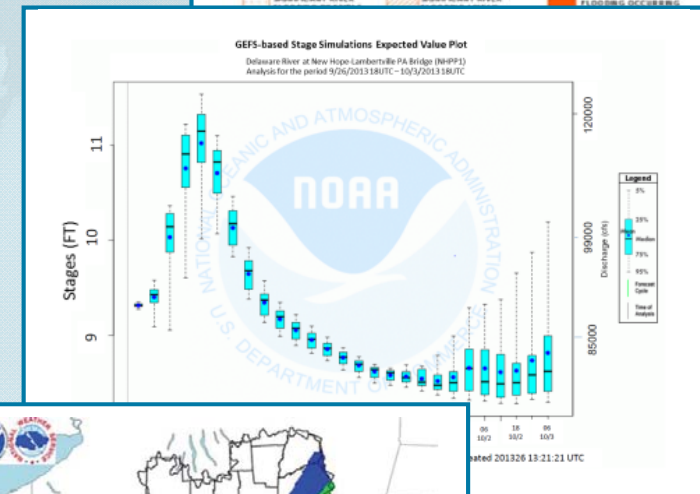 FLOODING OCCURRING
GEFS-based Stage Simulations Expected Value Plot
Delaware River at New Hope-Lambertville PA Bridge (NHPP1)
Analysis for the period 9/26/2013 18UTC – 10/3/2013 18UTC
NATIONAL OCEANIC AND ATMOSPHERIC ADMINISTRATION
NOAA
U.S. DEPARTMENT OF COMMERCE
Stages (FT)
11
10
9
120000
99000
85000
Discharge (cfs)
Legend
5%
25%
Mean
Median
75%
95%
Forecast
Cycle
Time of
Analysis
06 18 06
10/2 10/2 10/3
eated 201326 13:21:21 UTC
WEATHER
SERVICE